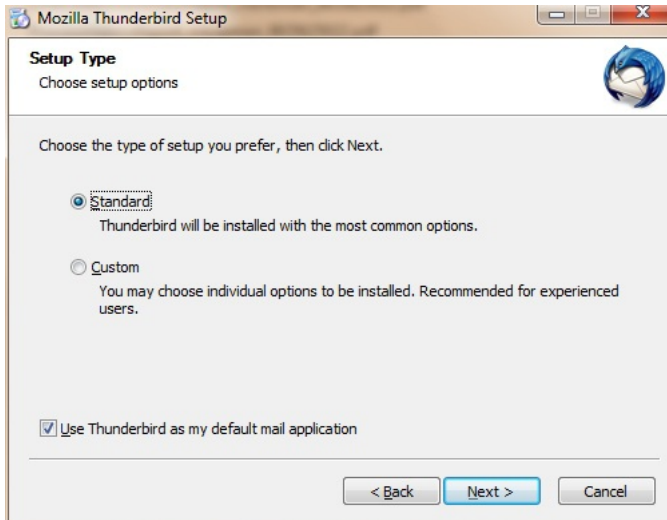 Mozilla Thunderbird Setup
Setup Type
Choose setup options
Choose the type of setup you prefer, then click Next.
Standard
Thunderbird will be installed with the most common options.
Custom
You may choose individual options to be installed. Recommended for experienced
users.
Use Thunderbird as my default mail application
< Back Next > Cancel